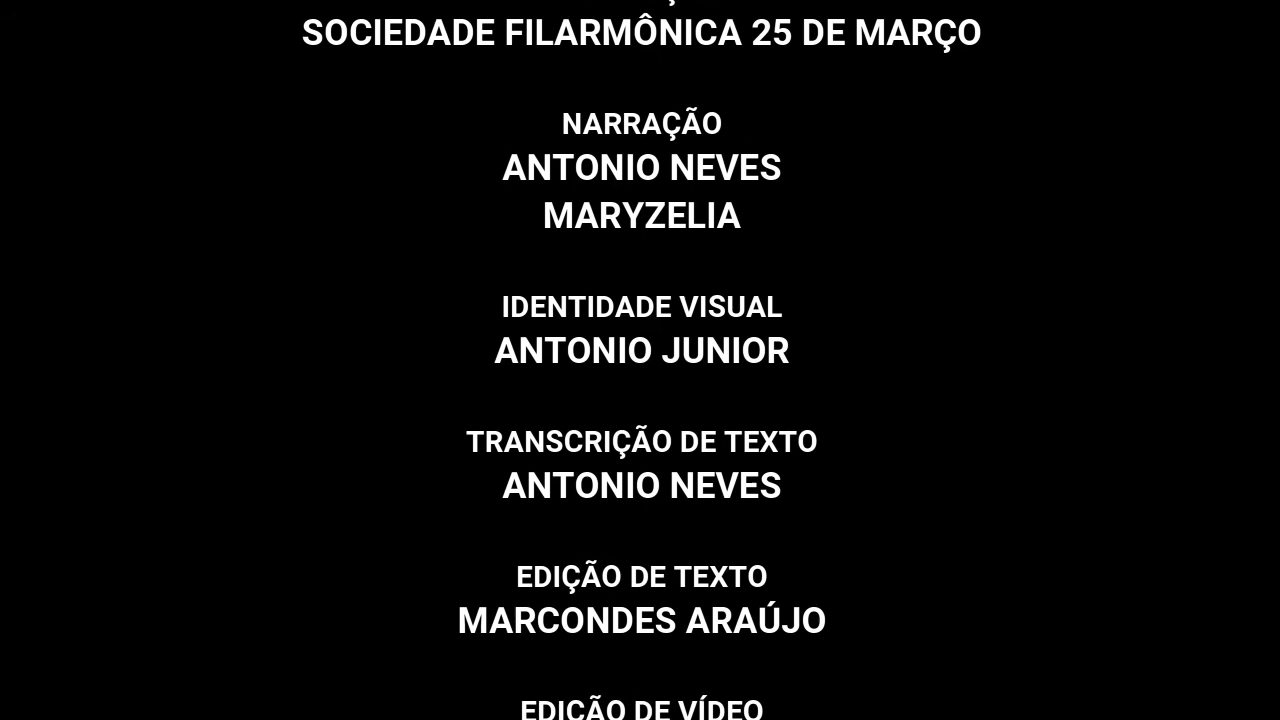 SOCIEDADE FILARMÔNICA 25 DE MARÇO
NARRAÇÃO
ANTONIO NEVES
MARYZELIA
IDENTIDADE VISUAL
ANTONIO JUNIOR
TRANSCRIÇÃO DE TEXTO
ANTONIO NEVES
EDIÇÃO DE TEXTO
MARCONDES ARAÚJO
EDIÇÃO DE VÍDEO